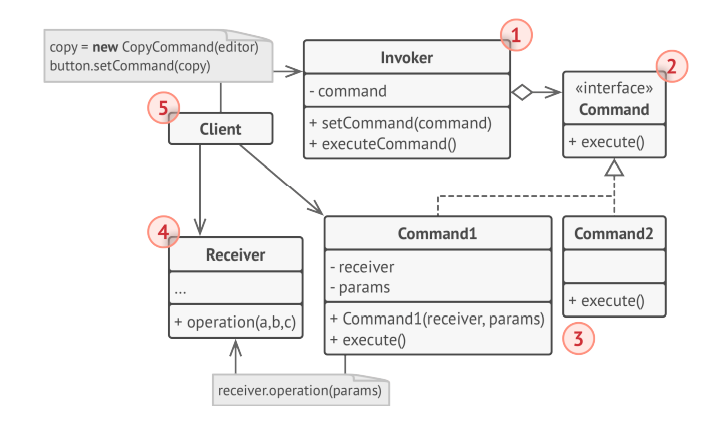 copy = new CopyCommand(editor)
button.setCommand(copy)
1
Invoker
- command
+ setCommand(command)
+ executeCommand()
2
«interface»
Command
+ execute()
5
Client
4
Receiver
...
+ operation(a,b,c)
Command1
- receiver
- params
+ Command1(receiver, params)
+ execute()
Command2
+ execute()
3
receiver.operation(params)